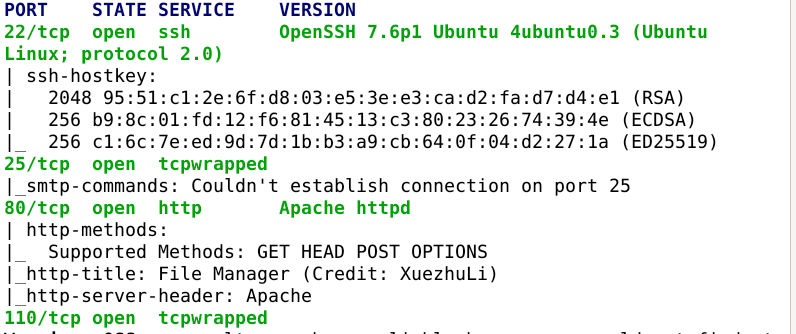 PORT    STATE SERVICE    VERSION
22/tcp  open  ssh        OpenSSH 7.6p1 Ubuntu 4ubuntu0.3 (Ubuntu
Linux; protocol 2.0)
| ssh-hostkey:
|   2048 95:51:c1:2e:6f:d8:03:e5:3e:e3:ca:d2:fa:d7:d4:e1 (RSA)
|   256 b9:8c:01:fd:12:f6:81:45:13:c3:80:23:26:74:39:4e (ECDSA)
|_  256 c1:6c:7e:ed:9d:7d:1b:b3:a9:cb:64:0f:04:d2:27:1a (ED25519)
25/tcp  open  tcpwrapped
|_smtp-commands: Couldn't establish connection on port 25
80/tcp  open  http       Apache httpd
| http-methods:
|_  Supported Methods: GET HEAD POST OPTIONS
|_http-title: File Manager (Credit: XuezhuLi)
|_http-server-header: Apache
110/tcp open  tcpwrapped